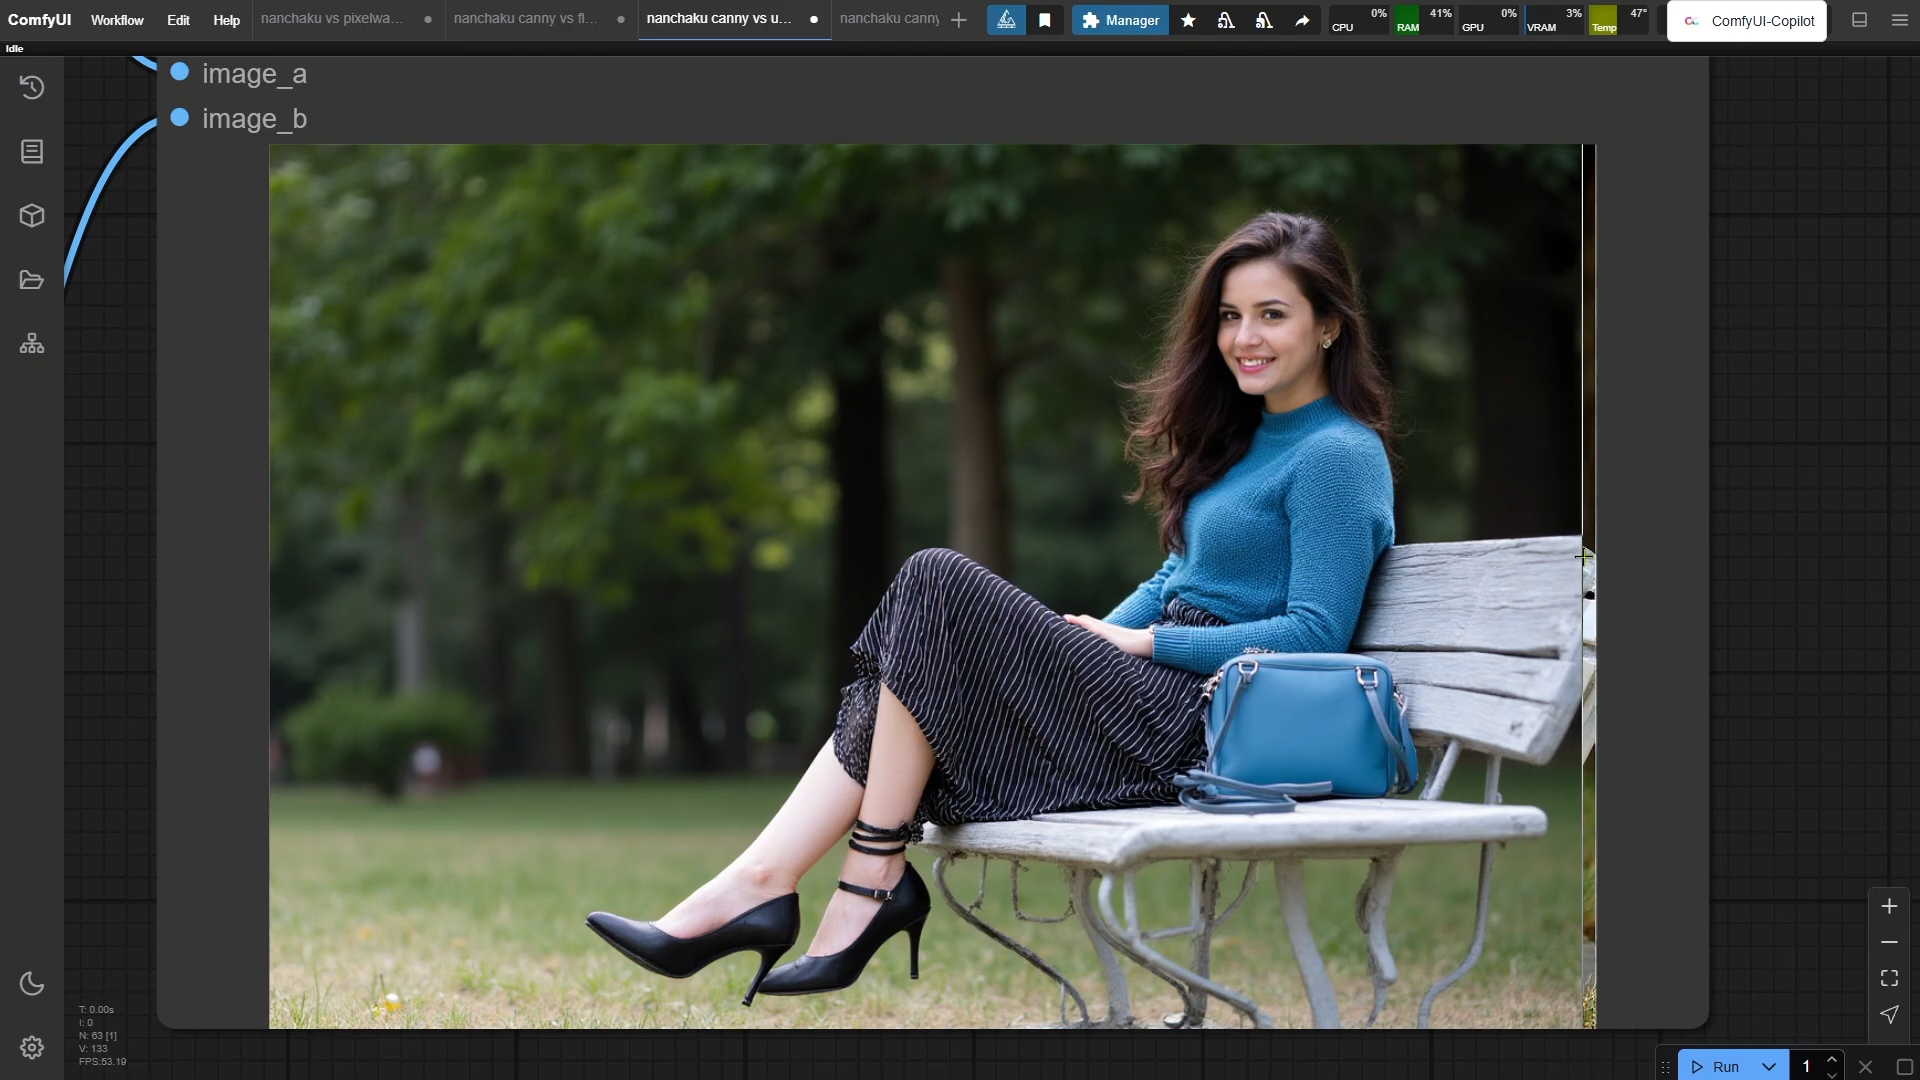 ComfyUI Workflow Edit Help nanchaku vs pixelwa... nanchaku canny vs fl... nanchaku canny vs u... nanchaku canny Manager CPU 0% RAM 41% GPU 0% VRAM 3% Temp 47° ComfyUI-Copilot
Idle
image_a
image_b
T: 0.00s
I: 0
N: 63 [1]
V: 133
FPS:53.19
Run 1